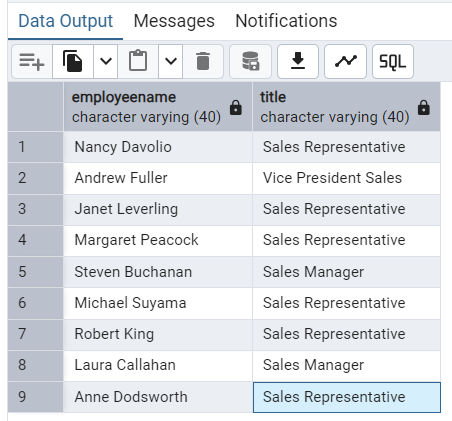 Data Output Messages Notifications
SQL
employeename title
character varying (40) character varying (40)
1 Nancy Davolio Sales Representative
2 Andrew Fuller Vice President Sales
3 Janet Leverling Sales Representative
4 Margaret Peacock Sales Representative
5 Steven Buchanan Sales Manager
6 Michael Suyama Sales Representative
7 Robert King Sales Representative
8 Laura Callahan Sales Manager
9 Anne Dodsworth Sales Representative